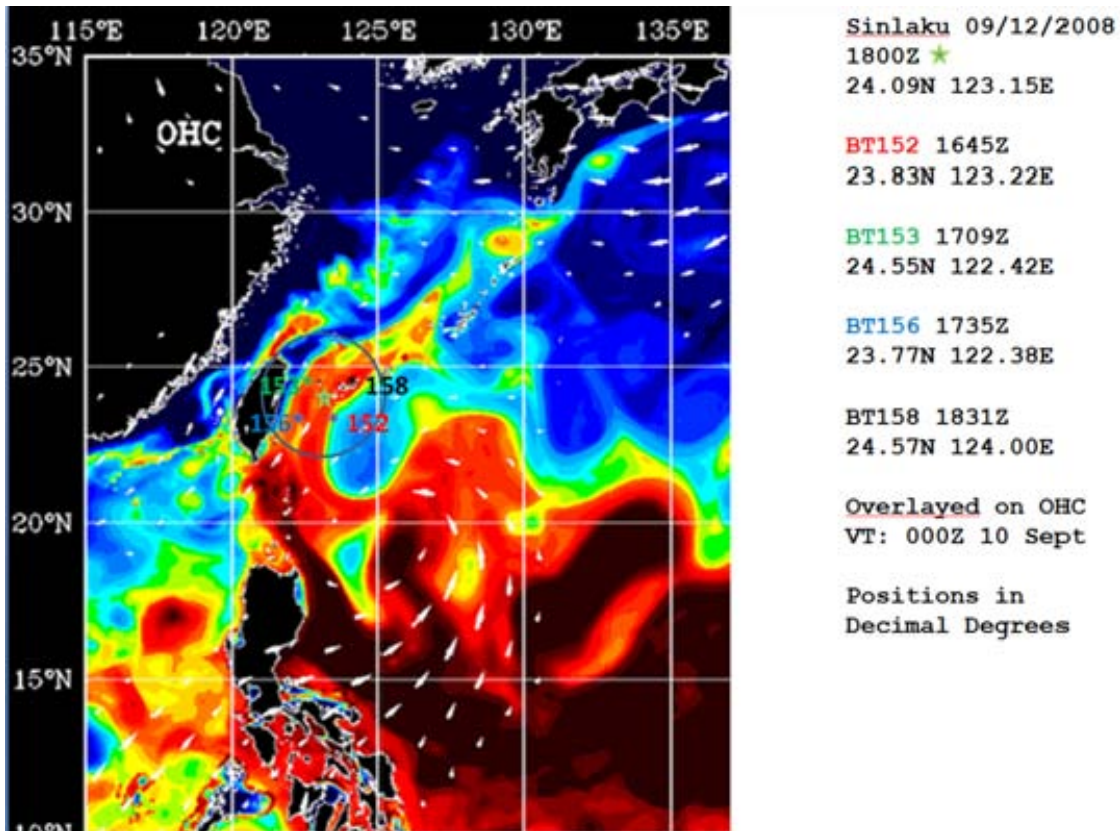 115°E 120°E 125°E 130°E 135°E
35°N
OHC
30°N
25°N
153 158
156 152
20°N
15°N
10°N
Sinlaku 09/12/2008
1800Z
24.09N 123.15E
BT152 1645Z
23.83N 123.22E
BT153 1709Z
24.55N 122.42E
BT156 1735Z
23.77N 122.38E
BT158 1831Z
24.57N 124.00E
Overlayed on OHC
VT: 000Z 10 Sept
Positions in
Decimal Degrees